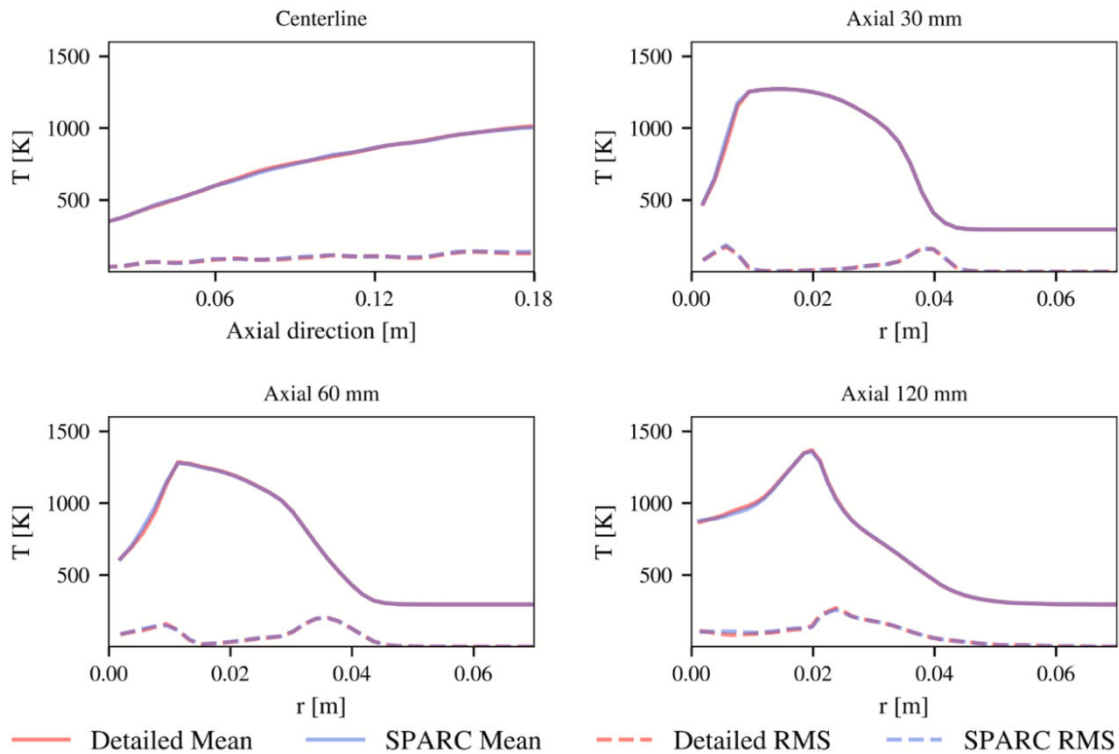 Centerline
1500
1000
500
T [K]
0.06 0.12 0.18
Axial direction [m]
Axial 30 mm
1500
1000
500
T [K]
0.00 0.02 0.04 0.06
r [m]
Axial 60 mm
1500
1000
500
T [K]
0.00 0.02 0.04 0.06
r [m]
Axial 120 mm
1500
1000
500
T [K]
0.00 0.02 0.04 0.06
r [m]
Detailed Mean SPARC Mean Detailed RMS SPARC RMS